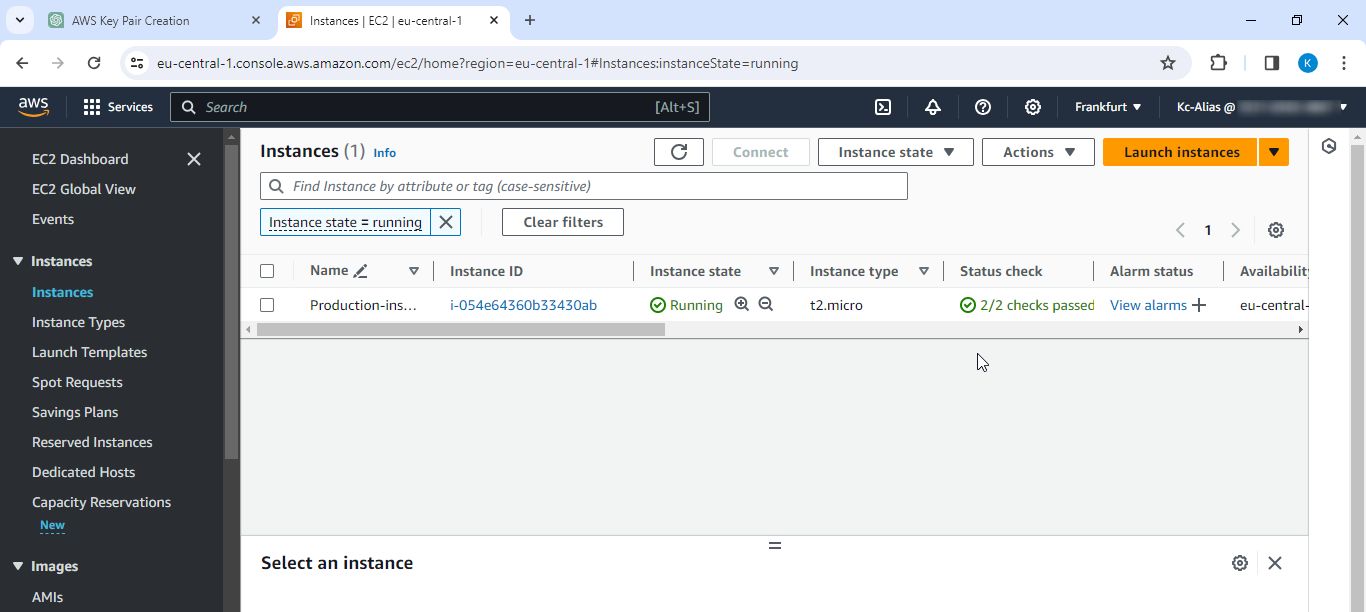 AWS Key Pair Creation
Instances | EC2 | eu-central-1
eu-central-1.console.aws.amazon.com/ec2/home?region=eu-central-1#Instances:instanceState=running
K
aws
Services
Search
[Alt+S]
Frankfurt
Kc-Alias @
EC2 Dashboard
EC2 Global View
Events
Instances
Instances
Instance Types
Launch Templates
Spot Requests
Savings Plans
Reserved Instances
Dedicated Hosts
Capacity Reservations
New
Images
AMIs
Instances (1) Info
Connect
Instance state
Actions
Launch instances
Find Instance by attribute or tag (case-sensitive)
Instance state = running
Clear filters
1
Name Instance ID Instance state Instance type Status check Alarm status Availability
Production-ins... i-054e64360b33430ab Running t2.micro 2/2 checks passed View alarms eu-central-
Select an instance